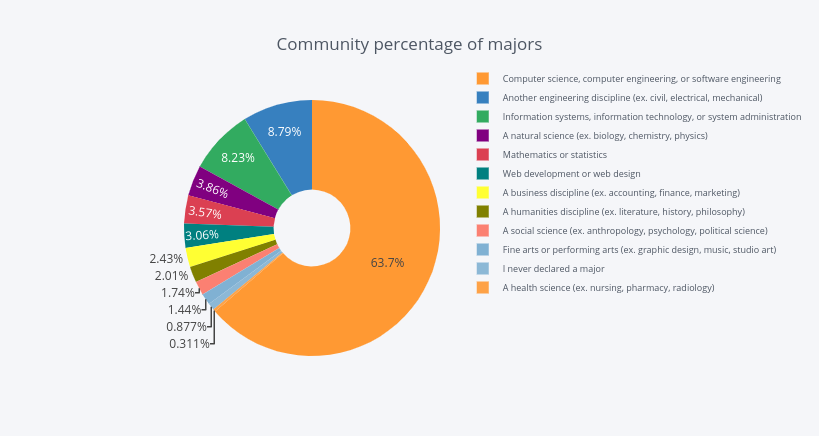 Community percentage of majors
Computer science, computer engineering, or software engineering
Another engineering discipline (ex. civil, electrical, mechanical)
Information systems, information technology, or system administration
A natural science (ex. biology, chemistry, physics)
Mathematics or statistics
Web development or web design
A business discipline (ex. accounting, finance, marketing)
A humanities discipline (ex. literature, history, philosophy)
A social science (ex. anthropology, psychology, political science)
Fine arts or performing arts (ex. graphic design, music, studio art)
I never declared a major
A health science (ex. nursing, pharmacy, radiology)
63.7%
8.79%
8.23%
3.86%
3.57%
3.06%
2.43%
2.01%
1.74%
1.44%
0.877%
0.311%